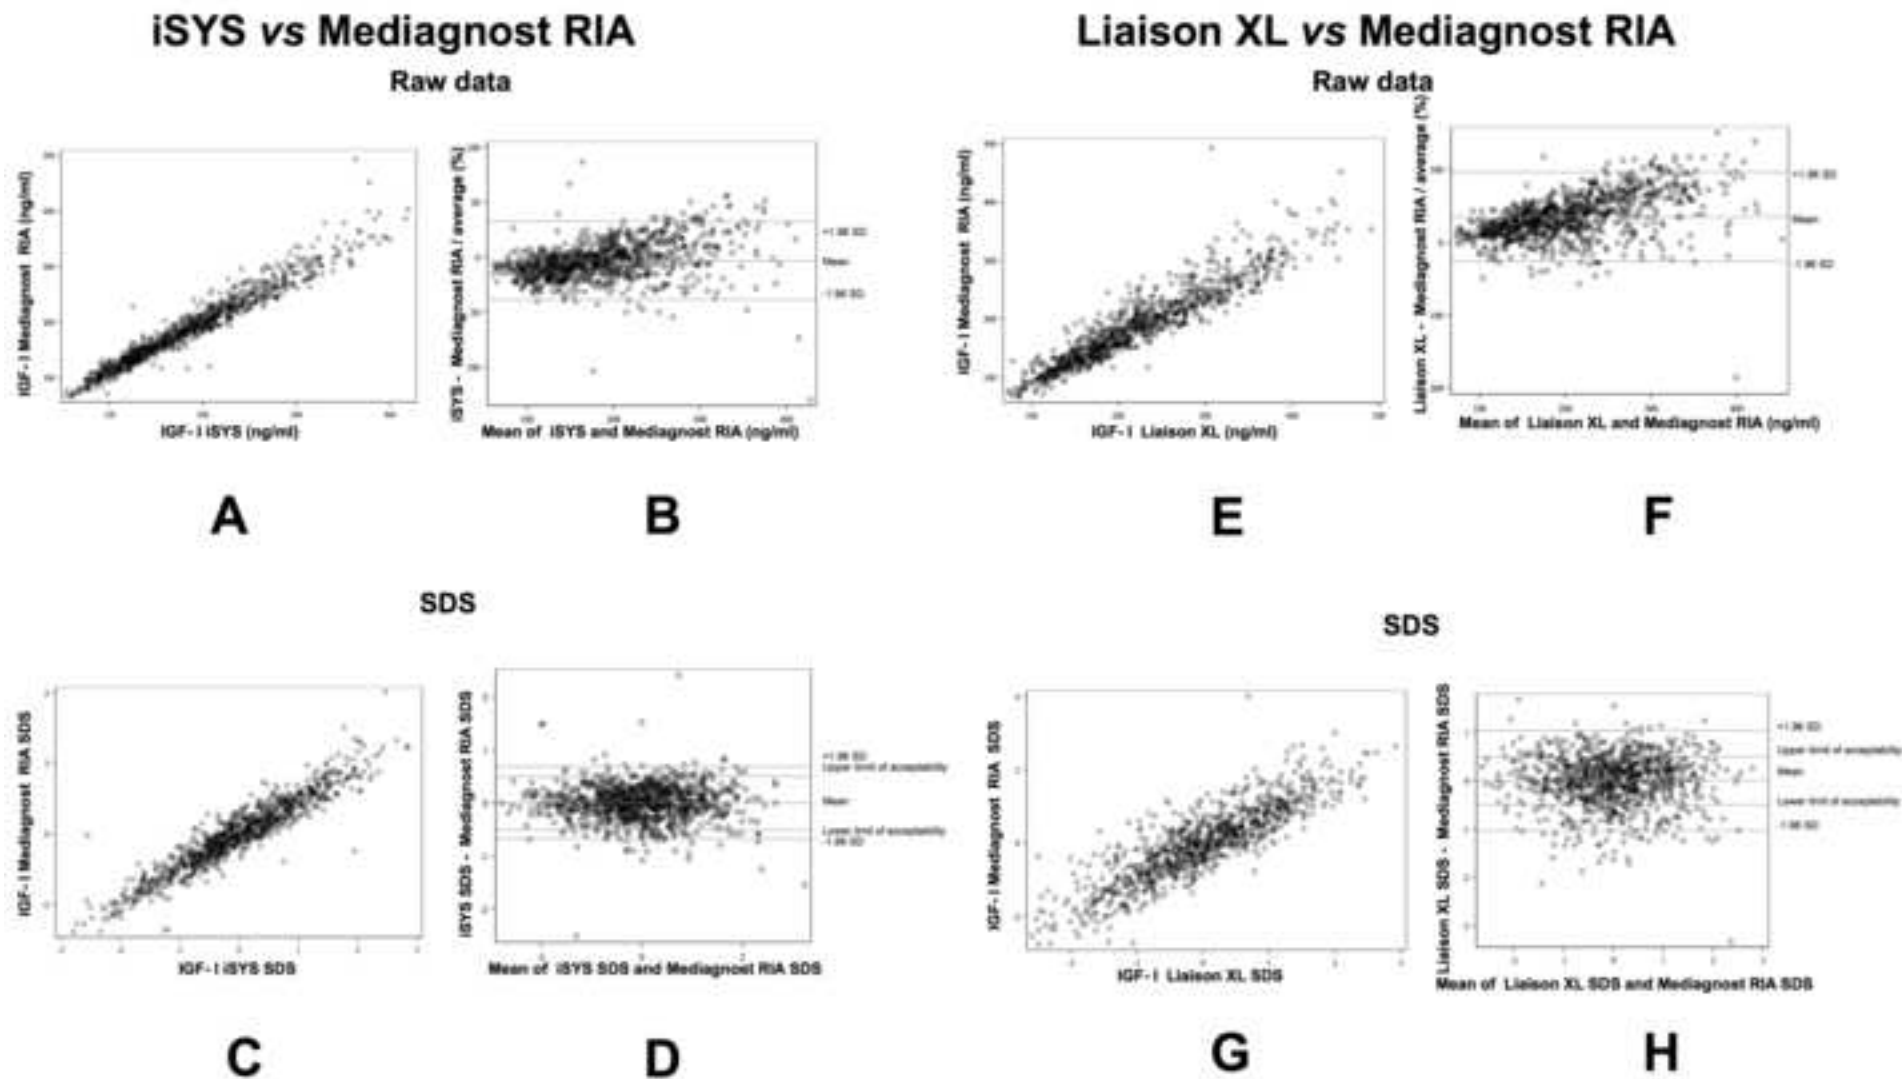 iSYS vs Mediagnost RIA
Raw data
IGF-I Mediagnost RIA (ng/ml)
IGF-I iSYS (ng/ml)
A
iSYS - Mediagnost RIA / average (%)
+1.96 SD
Mean
-1.96 SD
Mean of iSYS and Mediagnost RIA (ng/ml)
B
SDS
IGF-I Mediagnost RIA SDS
IGF-I iSYS SDS
C
iSYS SDS - Mediagnost RIA SDS
+1.96 SD
Upper limit of acceptability
Mean
Lower limit of acceptability
-1.96 SD
Mean of iSYS SDS and Mediagnost RIA SDS
D
Liaison XL vs Mediagnost RIA
Raw data
IGF-I Mediagnost RIA (ng/ml)
IGF-I Liaison XL (ng/ml)
E
Liaison XL - Mediagnost RIA / average (%)
+1.96 SD
Mean
-1.96 SD
Mean of Liaison XL and Mediagnost RIA (ng/ml)
F
SDS
IGF-I Mediagnost RIA SDS
IGF-I Liaison XL SDS
G
Liaison XL SDS - Mediagnost RIA SDS
+1.96 SD
Upper limit of acceptability
Mean
Lower limit of acceptability
-1.96 SD
Mean of Liaison XL SDS and Mediagnost RIA SDS
H